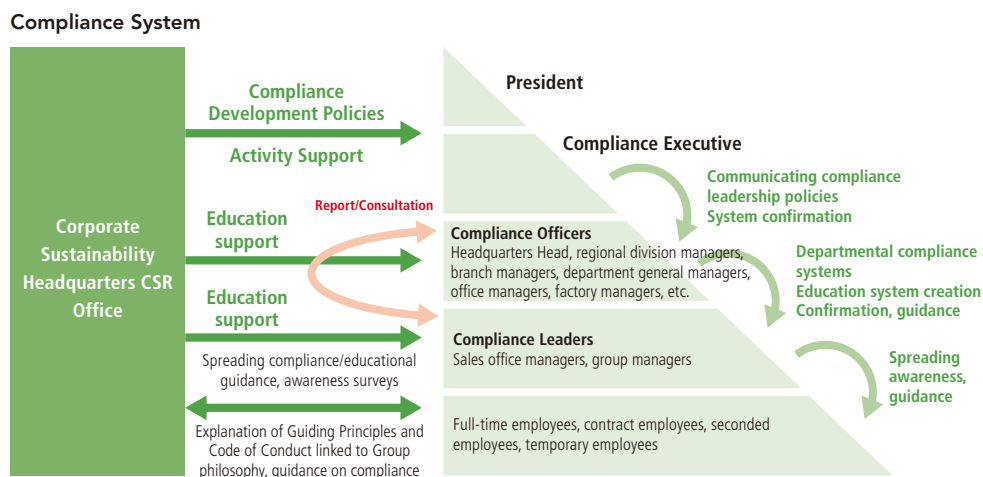 Compliance System
Corporate
Sustainability
Headquarters CSR
Office
Compliance
Development Policies
Activity Support
Report/Consultation
Education
support
Education
support
Spreading compliance/educational
guidance, awareness surveys
Explanation of Guiding Principles and
Code of Conduct linked to Group
philosophy, guidance on compliance
President
Compliance Executive
Compliance Officers
Headquarters Head, regional division managers,
branch managers, department general managers,
office managers, factory managers, etc.
Compliance Leaders
Sales office managers, group managers
Full-time employees, contract employees, seconded
employees, temporary employees
Communicating compliance
leadership policies
System confirmation
Departmental compliance
systems
Education system creation
Confirmation, guidance
Spreading
awareness,
guidance